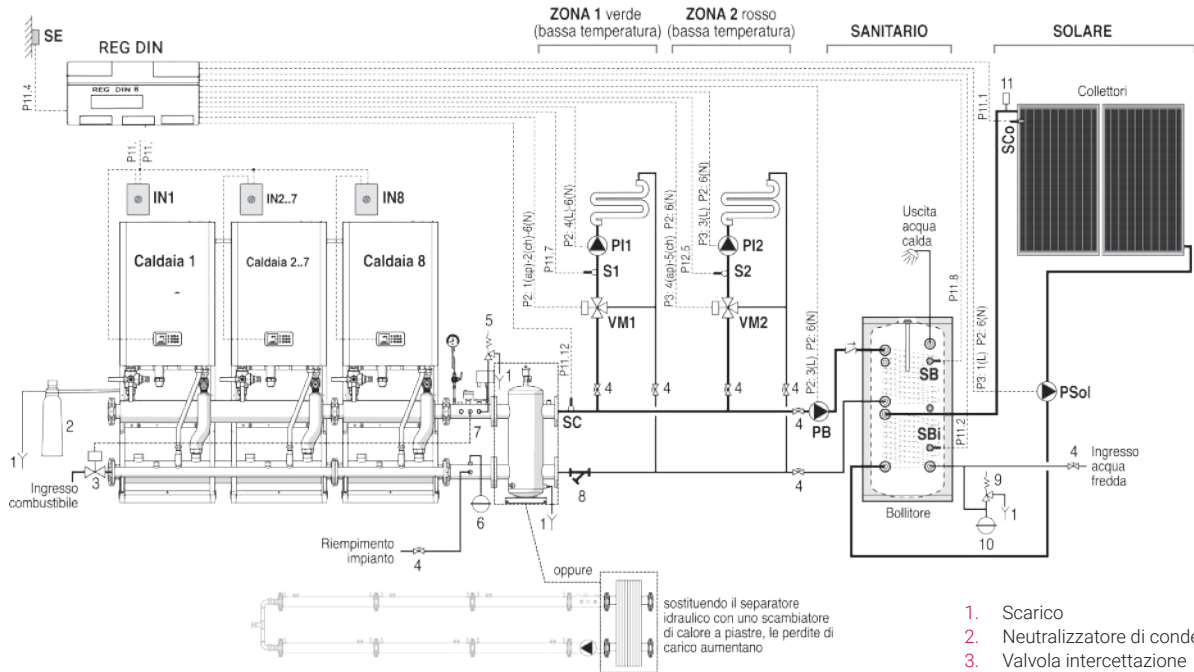 ZONA 1 verde
(bassa temperatura)
ZONA 2 rosso
(bassa temperatura)
SANITARIO
SOLARE
SE
REG DIN
REG DIN 8
P11.4
P11.
P11.
P11.1
11
Collettori
SCo
IN1
IN2..7
IN8
Caldaia 1
Caldaia 2..7
Caldaia 8
P2: 1(ap)-2(ch)-6(N)
P11.7
P2: 4(L)-6(N)
PI1
S1
VM1
P3: 4(ap)-5(ch) P2: 6(N)
P12.5
P3: 3(L) P2: 6(N)
PI2
S2
VM2
P2: 3(L) P2: 6(N)
Uscita
acqua
calda
P11.8
P3: 1(L) P2: 6(N)
P11.2
SB
SBi
PSol
Bollitore
5
1
P11.12
4
4
4
4
SC
4
PB
7
2
1
3
Ingresso
combustibile
6
1
8
4
4
Ingresso
acqua
fredda
9
1
10
Riempimento
impianto
4
oppure
sostituendo il separatore
idraulico con uno scambiatore
di calore a piastre, le perdite di
carico aumentano
1. Scarico
2. Neutralizzatore di conde
3. Valvola intercettazione